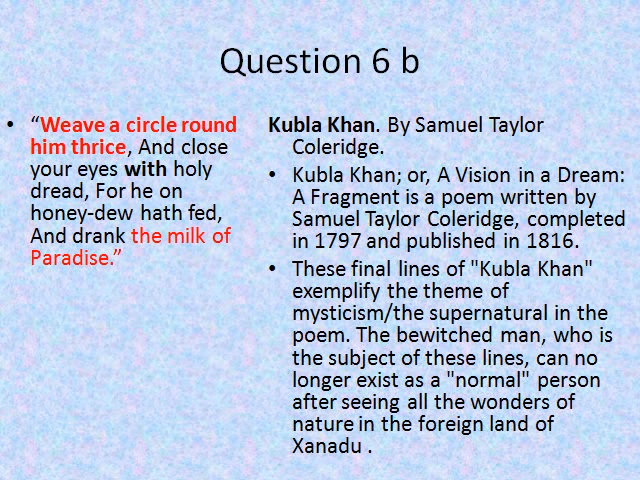 Question 6 b
• “Weave a circle round
him thrice, And close
your eyes with holy
dread, For he on
honey-dew hath fed,
And drank the milk of
Paradise.”
Kubla Khan. By Samuel Taylor
Coleridge.
• Kubla Khan; or, A Vision in a Dream:
A Fragment is a poem written by
Samuel Taylor Coleridge, completed
in 1797 and published in 1816.
• These final lines of "Kubla Khan"
exemplify the theme of
mysticism/the supernatural in the
poem. The bewitched man, who is
the subject of these lines, can no
longer exist as a "normal" person
after seeing all the wonders of
nature in the foreign land of
Xanadu .